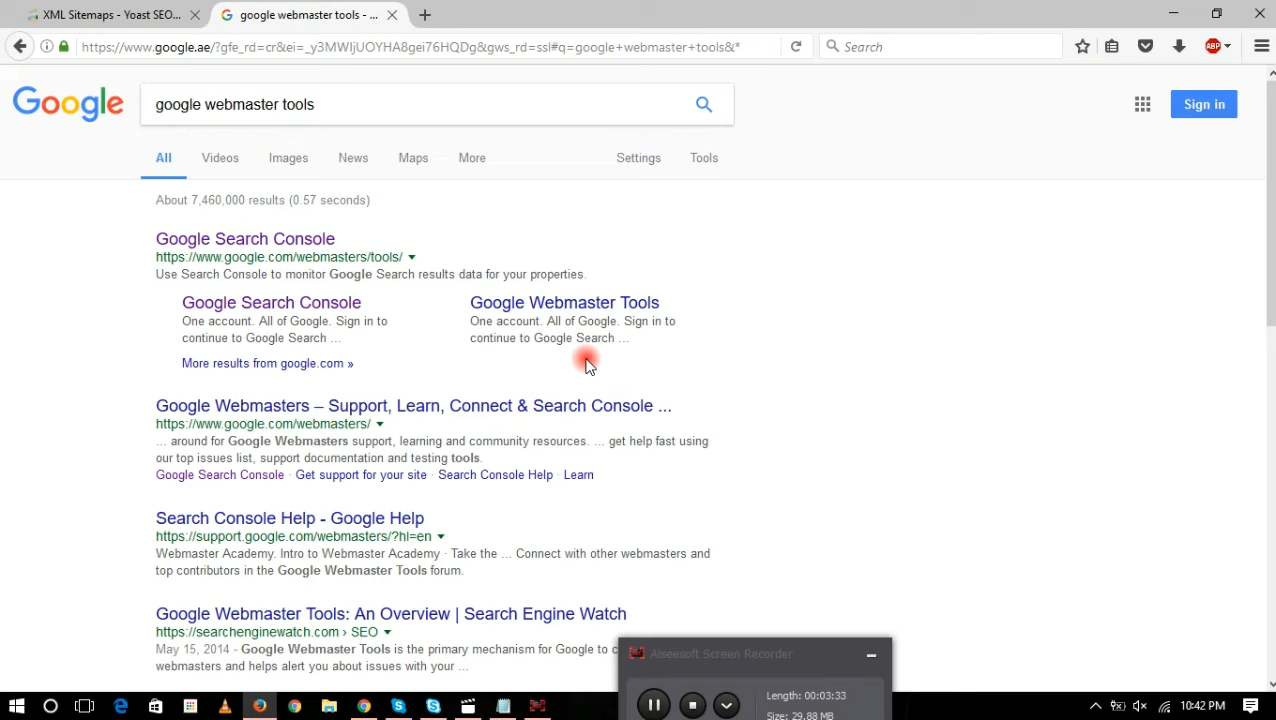 XML Sitemaps - Yoast SEO...
google webmaster tools - ...
https://www.google.ae/?gfe_rd=cr&ei=_y3MWIjUOYHA8gei76HQDg&gws_rd=ssl#q=google+webmaster+tools&*
Search
ABP
Google
google webmaster tools
Sign in
All Videos Images News Maps More Settings Tools
About 7,460,000 results (0.57 seconds)
Google Search Console
https://www.google.com/webmasters/tools/
Use Search Console to monitor Google Search results data for your properties.
Google Search Console
One account. All of Google. Sign in to
continue to Google Search ...
Google Webmaster Tools
One account. All of Google. Sign in to
continue to Google Search ...
More results from google.com »
Google Webmasters – Support, Learn, Connect & Search Console ...
https://www.google.com/webmasters/
... around for Google Webmasters support, learning and community resources. ... get help fast using
our top issues list, support documentation and testing tools.
Google Search Console · Get support for your site · Search Console Help · Learn
Search Console Help - Google Help
https://support.google.com/webmasters/?hl=en
Webmaster Academy. Intro to Webmaster Academy · Take the ... Connect with other webmasters and
top contributors in the Google Webmaster Tools forum.
Google Webmaster Tools: An Overview | Search Engine Watch
https://searchenginewatch.com › SEO
May 15, 2014 - Google Webmaster Tools is the primary mechanism for Google to c
webmasters and helps alert you about issues with your ...
Aiseesoft Screen Recorder
Length: 00:03:33
Size: 29.88 MB
10:42 PM